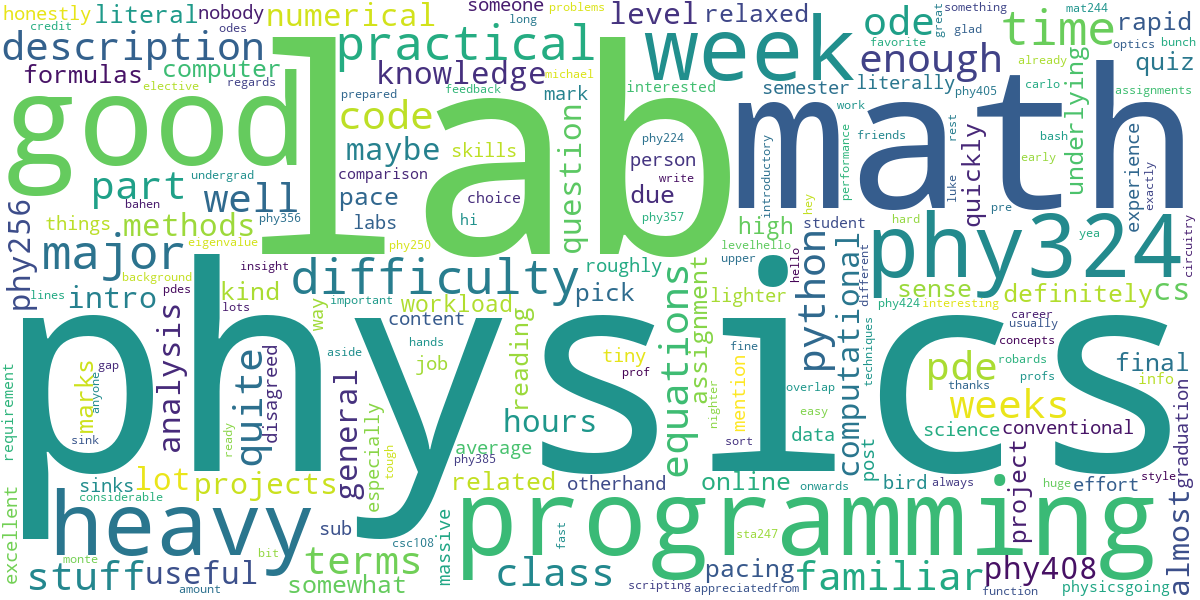 honestly
nobody
literal
numerical
someone
long
problems
level
relaxed
ode
great
something
mat244
rapid
credit
odes
description
practical
week
glad
time
favorite
optics
bunch
formulas
computer
elective
regards
knowledge
michael
feedback
interested
enough
already
quiz
good
lab
math
prepared
mark
semester
literally
phy405
carlo
assignments
underlying
code
question
phy224
work
maybe
skills
person
write
friends
rest
bash
early
performance
introductory
quickly
experience
exactly
part
undergrad
comparison
pace
choice
due
well
bahen
phy356
labs
hi
phy357
hey
luke
pre
phy256
things
methods
eigenvalue
phy250
high
student
hard
yea
major
insight
levelhello
upper
hello
phy324
circuitry
difficulty
roughly
pick
python
computational
different
background
pdes
kind
important
workload
lighter
sense
phy424
interesting
definitely
cs
lines
intro
lots
way
content
equations
assignment
physics
analysis
hands
aside
job
reading
tiny
prof
fine
mention
career
usually
concepts
pde
robards
profs
thanks
final
info
requirement
marks
gap
anyone
quite
disagreed
general
overlap
techniques
weeks
graduation
sink
ready
especially
tough
hours
average
nighter
easy
data
science
conventional
sort
post
phy385
lot
projects
related
otherhand
online
onwards
bird
always
huge
effort
style
sinks
considerable
excellent
heavy
sub
csc108
massive
programming
fast
sta247
project
almost
bit
terms
monte
stuff
useful
amount
somewhat
class
pacing
scripting
appreciatedfrom
familiar
function
phy408
physicsgoing